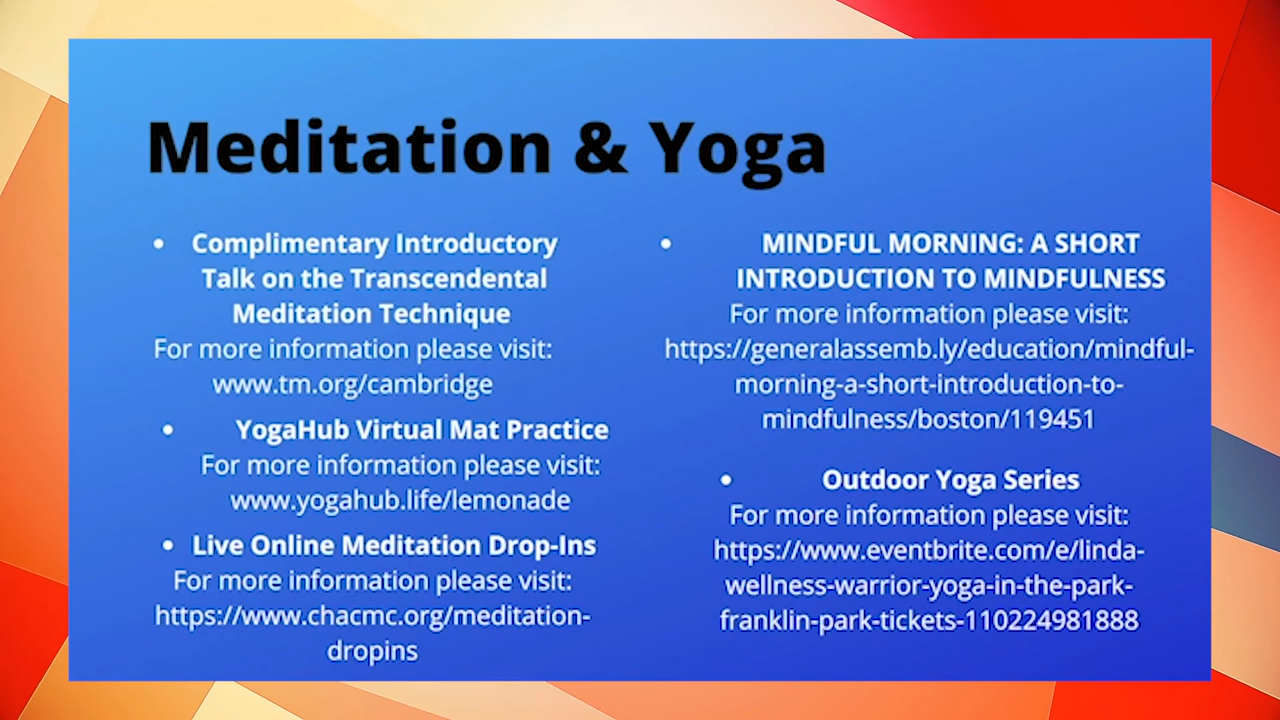 Meditation & Yoga
• Complimentary Introductory
Talk on the Transcendental
Meditation Technique
For more information please visit:
www.tm.org/cambridge
• YogaHub Virtual Mat Practice
For more information please visit:
www.yogahub.life/lemonade
• Live Online Meditation Drop-Ins
For more information please visit:
https://www.chacmc.org/meditation-
dropins
• MINDFUL MORNING: A SHORT
INTRODUCTION TO MINDFULNESS
For more information please visit:
https://generalassemb.ly/education/mindful-
morning-a-short-introduction-to-
mindfulness/boston/119451
• Outdoor Yoga Series
For more information please visit:
https://www.eventbrite.com/e/linda-
wellness-warrior-yoga-in-the-park-
franklin-park-tickets-110224981888